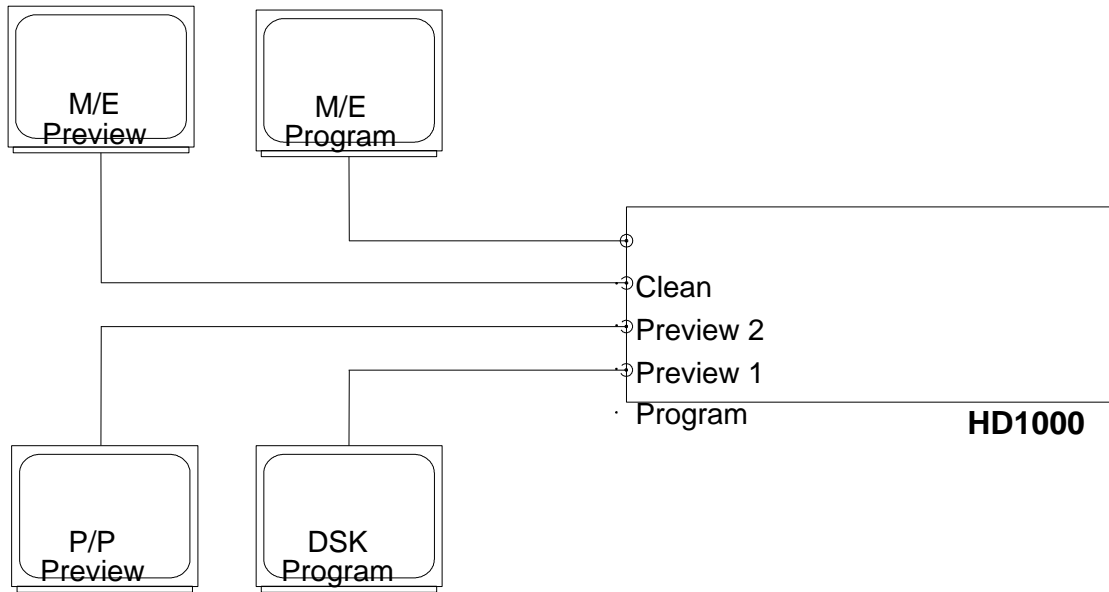 M/E
Preview
M/E
Program
Clean
Preview 2
Preview 1
Program
HD1000
P/P
Preview
DSK
Program